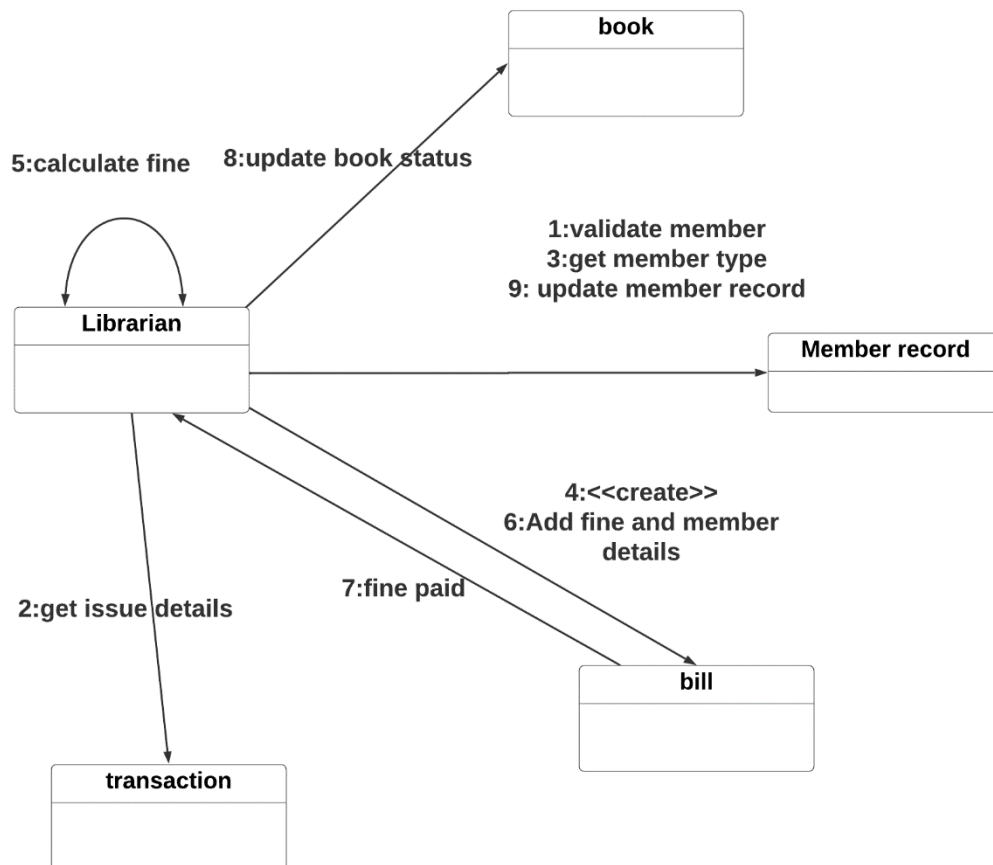 book
5:calculate fine
8:update book status
1:validate member
3:get member type
9: update member record
Librarian
Member record
4:<<create>>
6:Add fine and member
details
7:fine paid
2:get issue details
bill
transaction